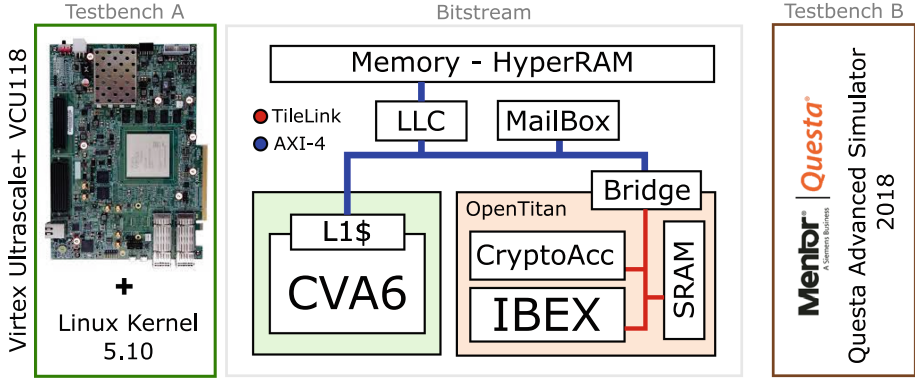 Testbench A
Bitstream
Testbench B
Virtex Ultrascale+ VCU118
+
Linux Kernel
5.10
Memory - HyperRAM
TileLink
AXI-4
LLC
MailBox
Bridge
OpenTitan
L1$
CVA6
CryptoAcc
IBEX
SRAM
Mentor®
A Siemens Business
Questa®
Questa Advanced Simulator
2018